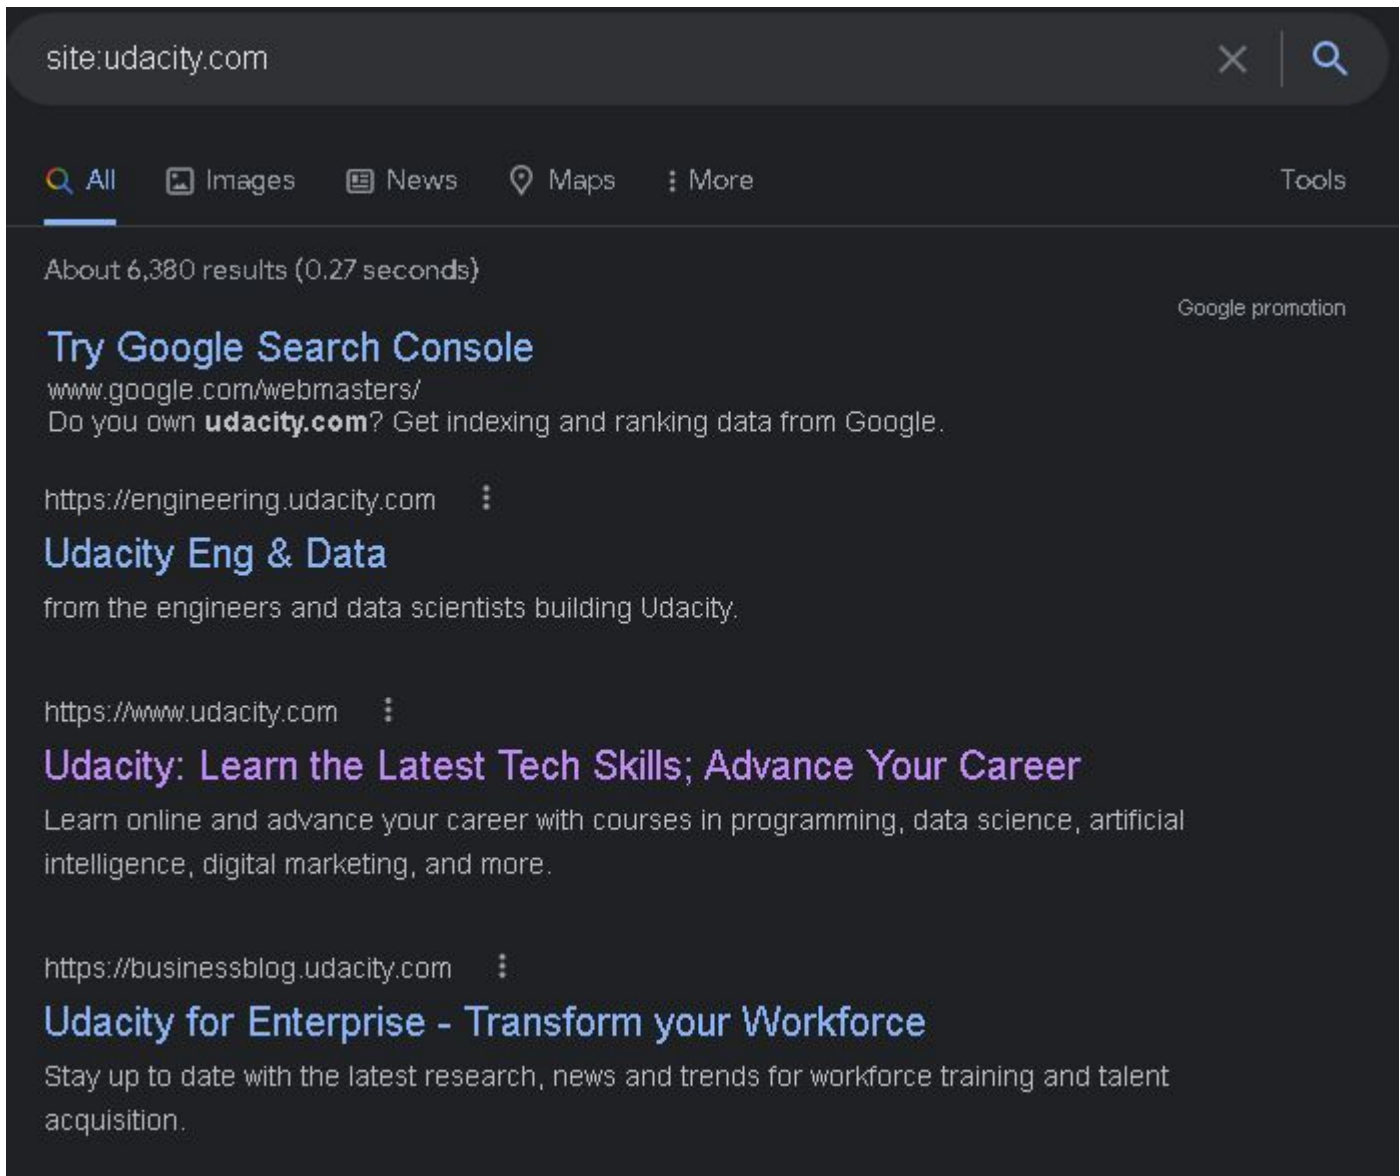 site:udacity.com
All Images News Maps More Tools
About 6,380 results (0.27 seconds)
Google promotion
Try Google Search Console
www.google.com/webmasters/
Do you own udacity.com? Get indexing and ranking data from Google.
https://engineering.udacity.com
Udacity Eng & Data
from the engineers and data scientists building Udacity.
https://www.udacity.com
Udacity: Learn the Latest Tech Skills; Advance Your Career
Learn online and advance your career with courses in programming, data science, artificial
intelligence, digital marketing, and more.
https://businessblog.udacity.com
Udacity for Enterprise - Transform your Workforce
Stay up to date with the latest research, news and trends for workforce training and talent
acquisition.